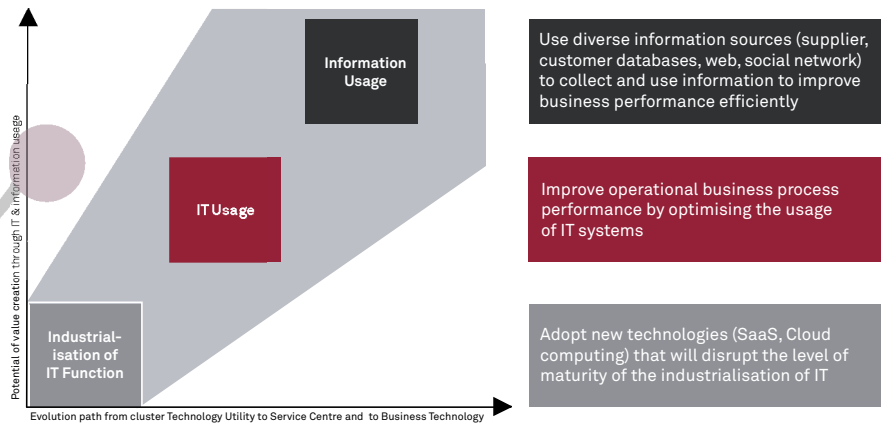 Potential of value creation through IT & information usage
Information
Usage
IT Usage
Industrial-
isation of
IT Function
Evolution path from cluster Technology Utility to Service Centre and to Business Technology
Use diverse information sources (supplier,
customer databases, web, social network)
to collect and use information to improve
business performance efficiently
Improve operational business process
performance by optimising the usage
of IT systems
Adopt new technologies (SaaS, Cloud
computing) that will disrupt the level of
maturity of the industrialisation of IT